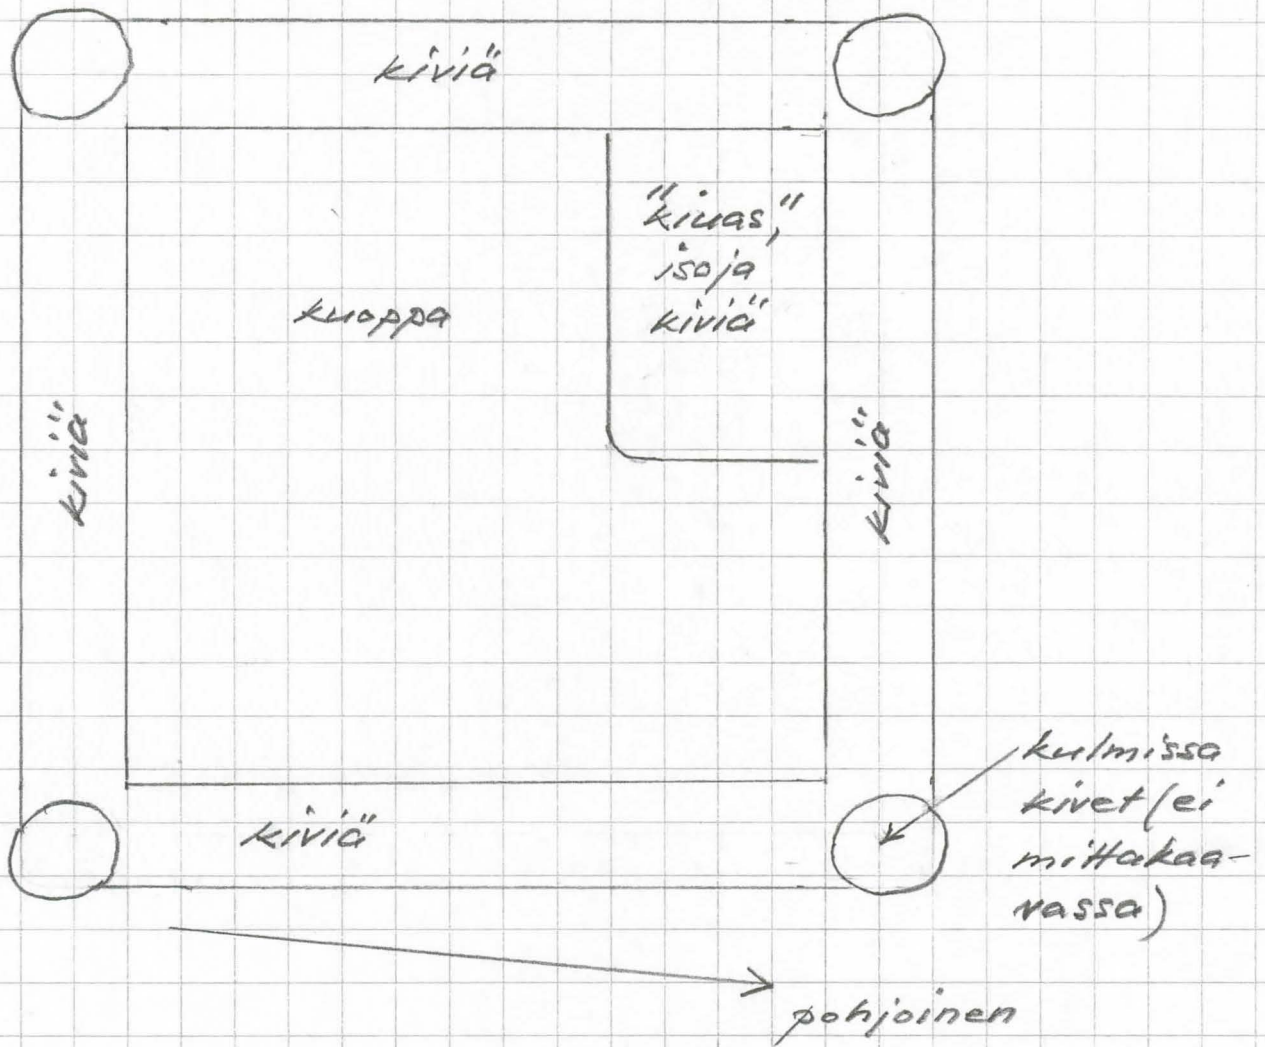 kiviä
"kiuas,"
isoja
kiviä
kuoppa
kiviä
kiviä
kulmissa
kivet (ei
mittakaa-
vassa)
kiviä
pohjoinen